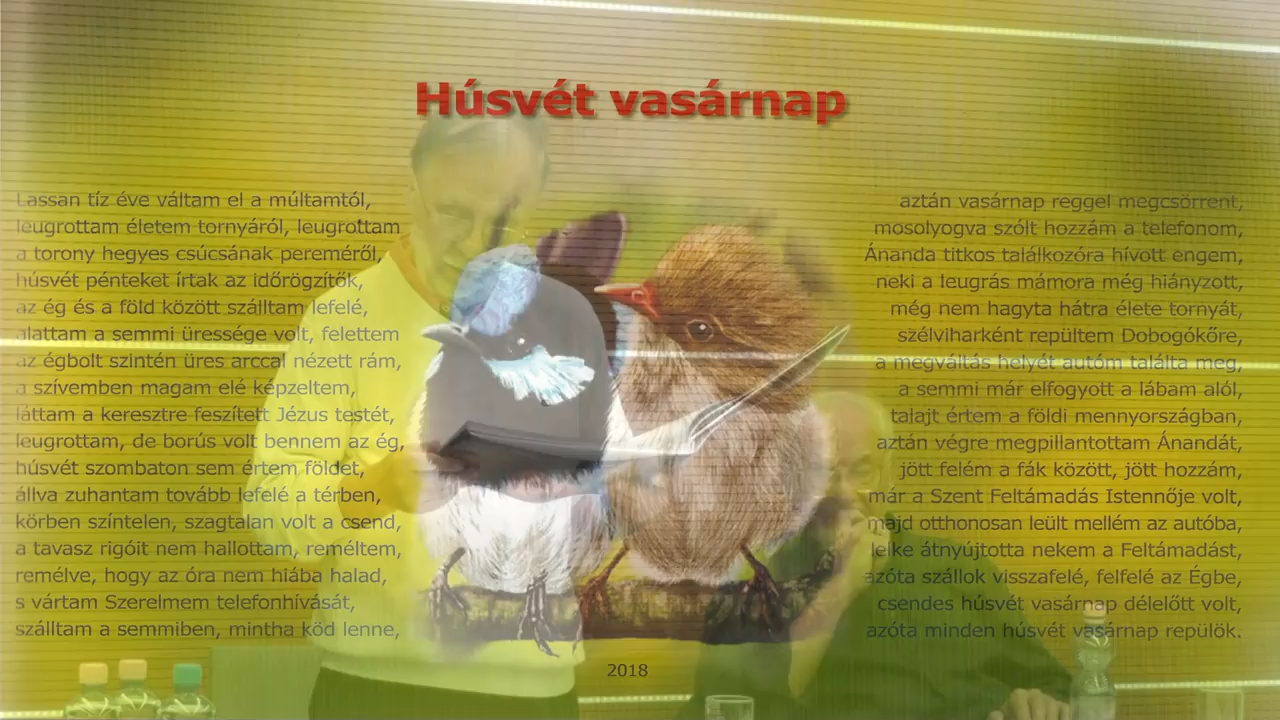 Húsvét vasárnap
Lassan tíz éve váltam el a múltamtól,
leugrottam életem tornyáról, leugrottam
a torony hegyes csúcsának pereméről,
húsvét pénteket írtak az időrögzítők,
az ég és a föld között szálltam lefelé,
alattam a semmi üressége volt, felettem
az égbolt szintén üres arccal nézett rám,
a szívemben magam elé képzeltem,
láttam a keresztre feszített Jézus testét,
leugrottam, de borús volt bennem az ég,
húsvét szombaton sem értem földet,
állva zuhantam tovább lefelé a térben,
körben színtelen, szagtalan volt a csend,
a tavasz rigóit nem hallottam, reméltem,
remélve, hogy az óra nem hiába halad,
s vártam Szerelmem telefonhívását,
szálltam a semmiben, mintha köd lenne,
aztán vasárnap reggel megcsörrent,
mosolyogva szólt hozzám a telefonom,
Ánanda titkos találkozóra hívott engem,
neki a leugrás mámora még hiányzott,
még nem hagyta hátra élete tornyát,
szélviharként repültem Dobogókőre,
a megváltás helyét autóm találta meg,
a semmi már elfogyott a lábam alól,
talajt értem a földi mennyországban,
aztán végre megpillantottam Ánandát,
jött felém a fák között, jött hozzám,
már a Szent Feltámadás Istennője volt,
majd otthonosan leült mellém az autóba,
lelke átnyújtotta nekem a Feltámadást,
azóta szállok visszafelé, felfelé az Égbe,
csendes húsvét vasárnap délelőtt volt,
azóta minden húsvét vasárnap repülök.
2018